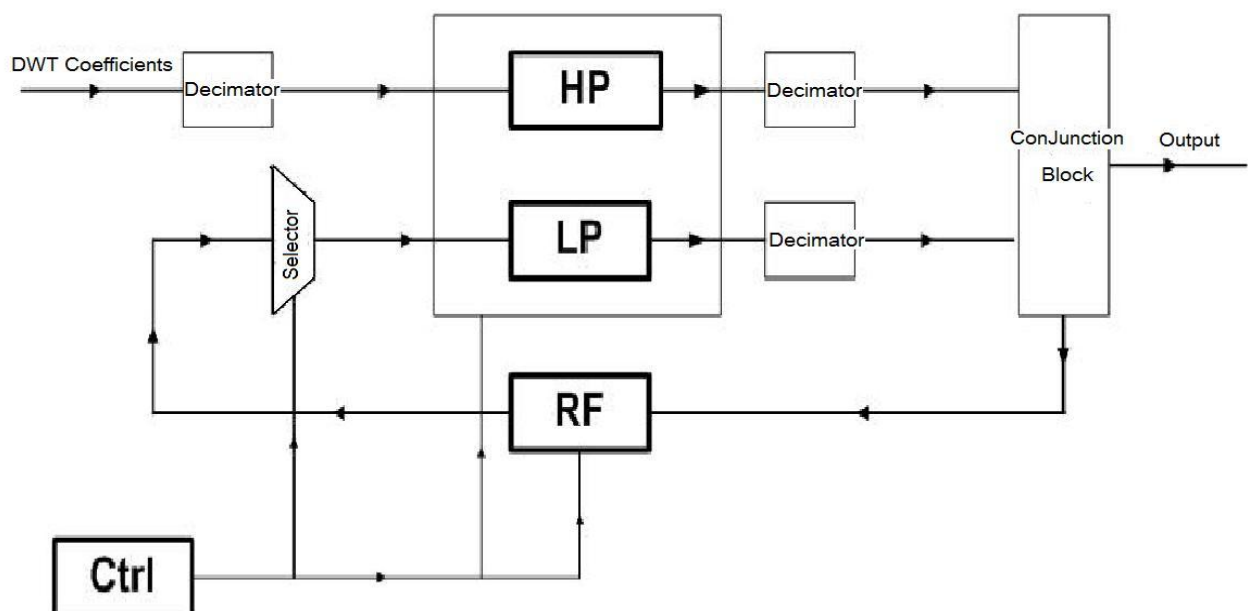 DWT Coefficients
Decimator
HP
Decimator
ConJunction
Block
Output
Selector
LP
Decimator
RF
Ctrl